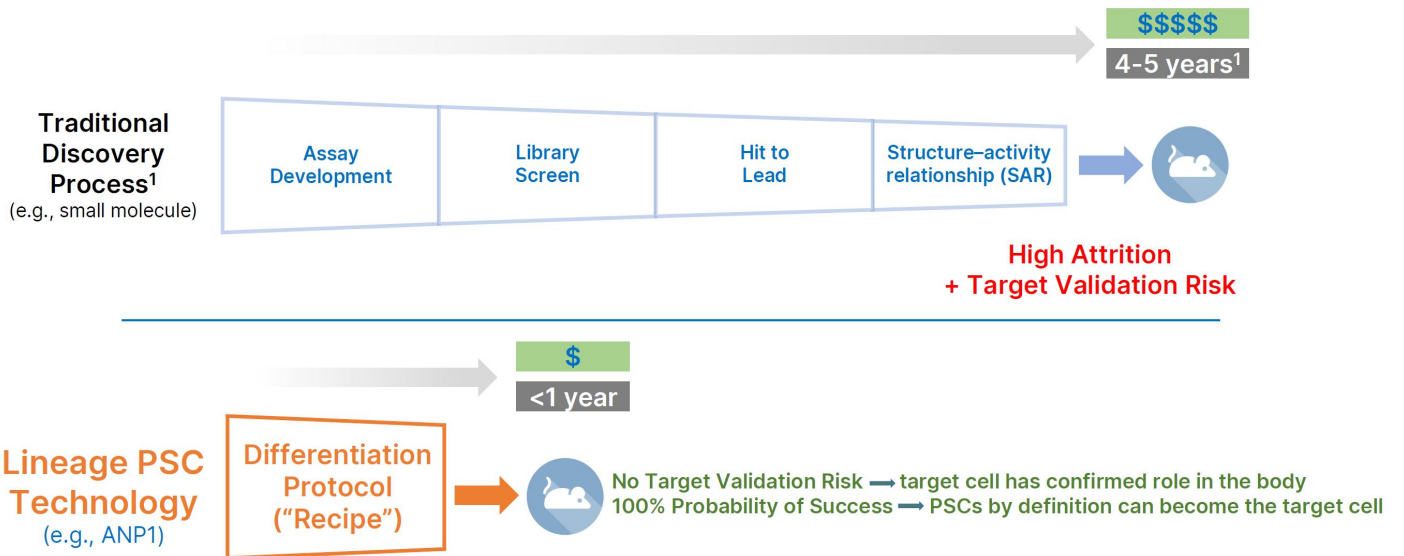 $$$$$
4-5 years¹
Traditional
Discovery
Process¹
(e.g., small molecule)
Assay
Development
Library
Screen
Hit to
Lead
Structure–activity
relationship (SAR)
High Attrition
+ Target Validation Risk
$
<1 year
Lineage PSC
Technology
(e.g., ANP1)
Differentiation
Protocol
(“Recipe”)
No Target Validation Risk → target cell has confirmed role in the body
100% Probability of Success → PSCs by definition can become the target cell